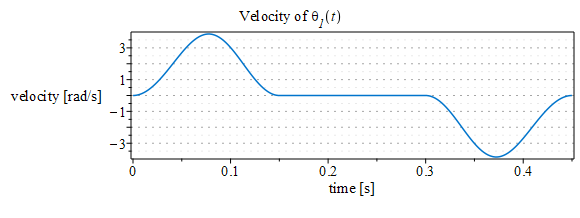 Velocity of θ₁(t)
3
1
velocity [rad/s]
−1
−3
0 0.1 0.2 0.3 0.4
time [s]